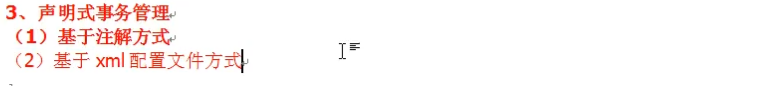 3、声明式事务管理
（1）基于注解方式
（2）基于 xml 配置文件方式